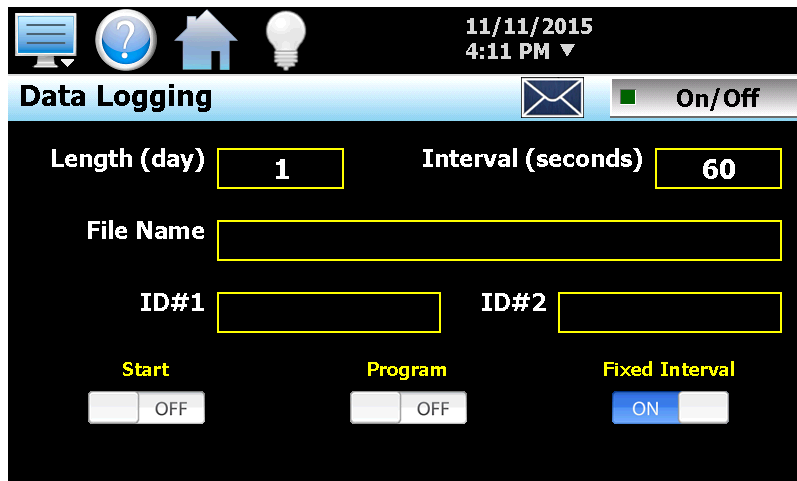 ?
11/11/2015
4:11 PM ▼
Data Logging
On/Off
Length (day) 1 Interval (seconds) 60
File Name
ID#1 ID#2
Start Program Fixed Interval
OFF OFF ON